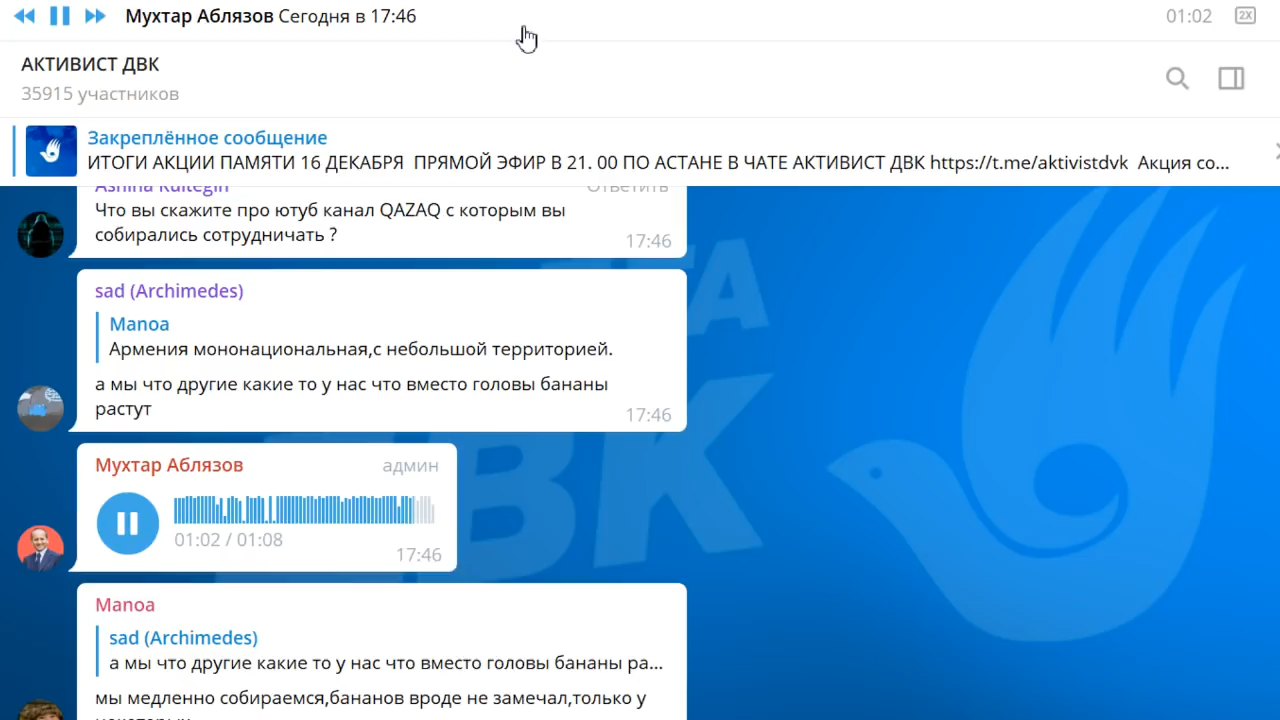 Мухтар Аблязов Сегодня в 17:46
01:02
2X
АКТИВИСТ ДВК
35915 участников
Закреплённое сообщение
ИТОГИ АКЦИИ ПАМЯТИ 16 ДЕКАБРЯ ПРЯМОЙ ЭФИР В 21. 00 ПО АСТАНЕ В ЧАТЕ АКТИВИСТ ДВК https://t.me/aktivistdvk Акция со...
Ashina Kultegin
Ответить
Что вы скажите про ютуб канал QAZAQ с которым вы
собирались сотрудничать ?
17:46
sad (Archimedes)
Manoa
Армения мононациональная,с небольшой территорией.
а мы что другие какие то у нас что вместо головы бананы
растут
17:46
Мухтар Аблязов
админ
01:02 / 01:08
17:46
Manoa
sad (Archimedes)
а мы что другие какие то у нас что вместо головы бананы ра...
мы медленно собираемся,бананов вроде не замечал,только у
ДВК